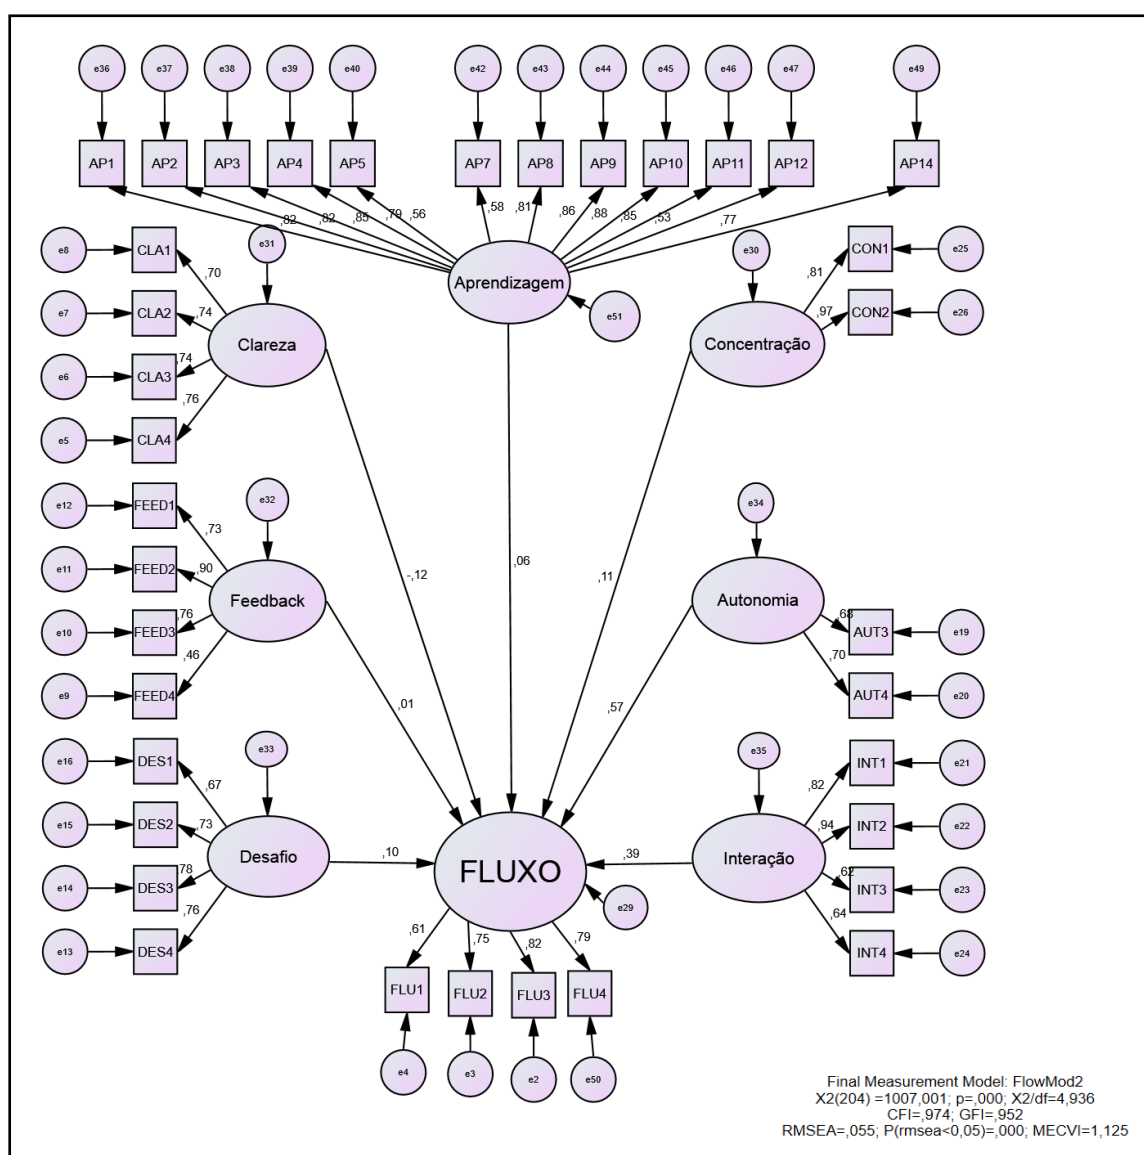 e36 e37 e38 e39 e40 e42 e43 e44 e45 e46 e47 e49
AP1 AP2 AP3 AP4 AP5 AP7 AP8 AP9 AP10 AP11 AP12 AP14
,82 ,82 ,85 ,79 ,56 ,58 ,81 ,86 ,88 ,85 ,53 ,77
Aprendizagem
e51
e31
e8 CLA1 ,70
e7 CLA2 ,74
e6 CLA3 ,74
e5 CLA4 ,76
Clareza
e30
,81 CON1 e25
,97 CON2 e26
Concentração
e32
e12 FEED1 ,73
e11 FEED2 ,90
e10 FEED3 ,76
e9 FEED4 ,46
Feedback
e34
Autonomia
,68 AUT3 e19
,70 AUT4 e20
-,12 ,06 ,11
,01 ,57
e33
e16 DES1 ,67
e15 DES2 ,73
e14 DES3 ,78
e13 DES4 ,76
Desafio
,10
FLUXO
,39
e29
e35
Interação
,82 INT1 e21
,94 INT2 e22
,62 INT3 e23
,64 INT4 e24
,61 ,75 ,82 ,79
FLU1 FLU2 FLU3 FLU4
e4 e3 e2 e50
Final Measurement Model: FlowMod2
X2(204) =1007,001; p=,000; X2/df=4,936
CFI=,974; GFI=,952
RMSEA=,055; P(rmsea<0,05)=,000; MECVI=1,125